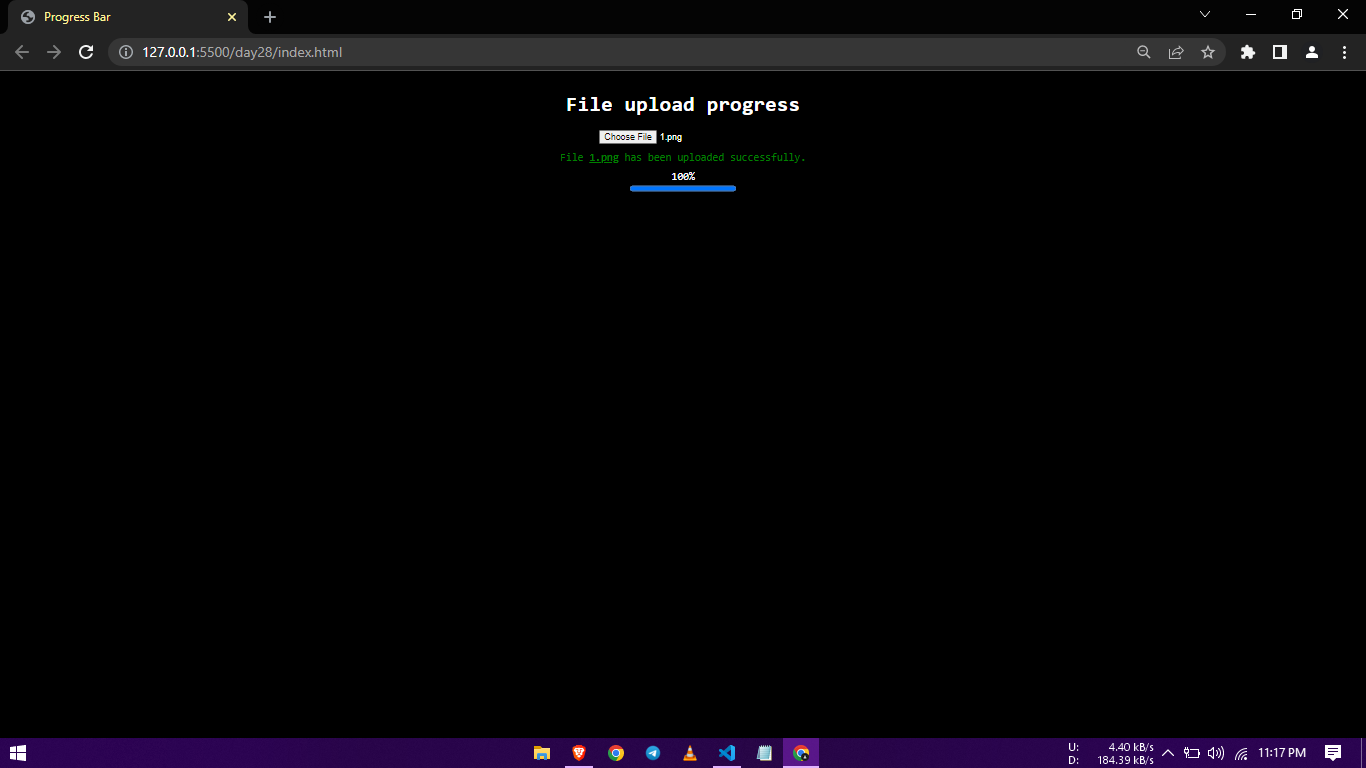 Progress Bar
127.0.0.1:5500/day28/index.html
File upload progress
Choose File 1.png
File 1.png has been uploaded successfully.
100%
U: 4.40 kB/s
D: 184.39 kB/s
11:17 PM